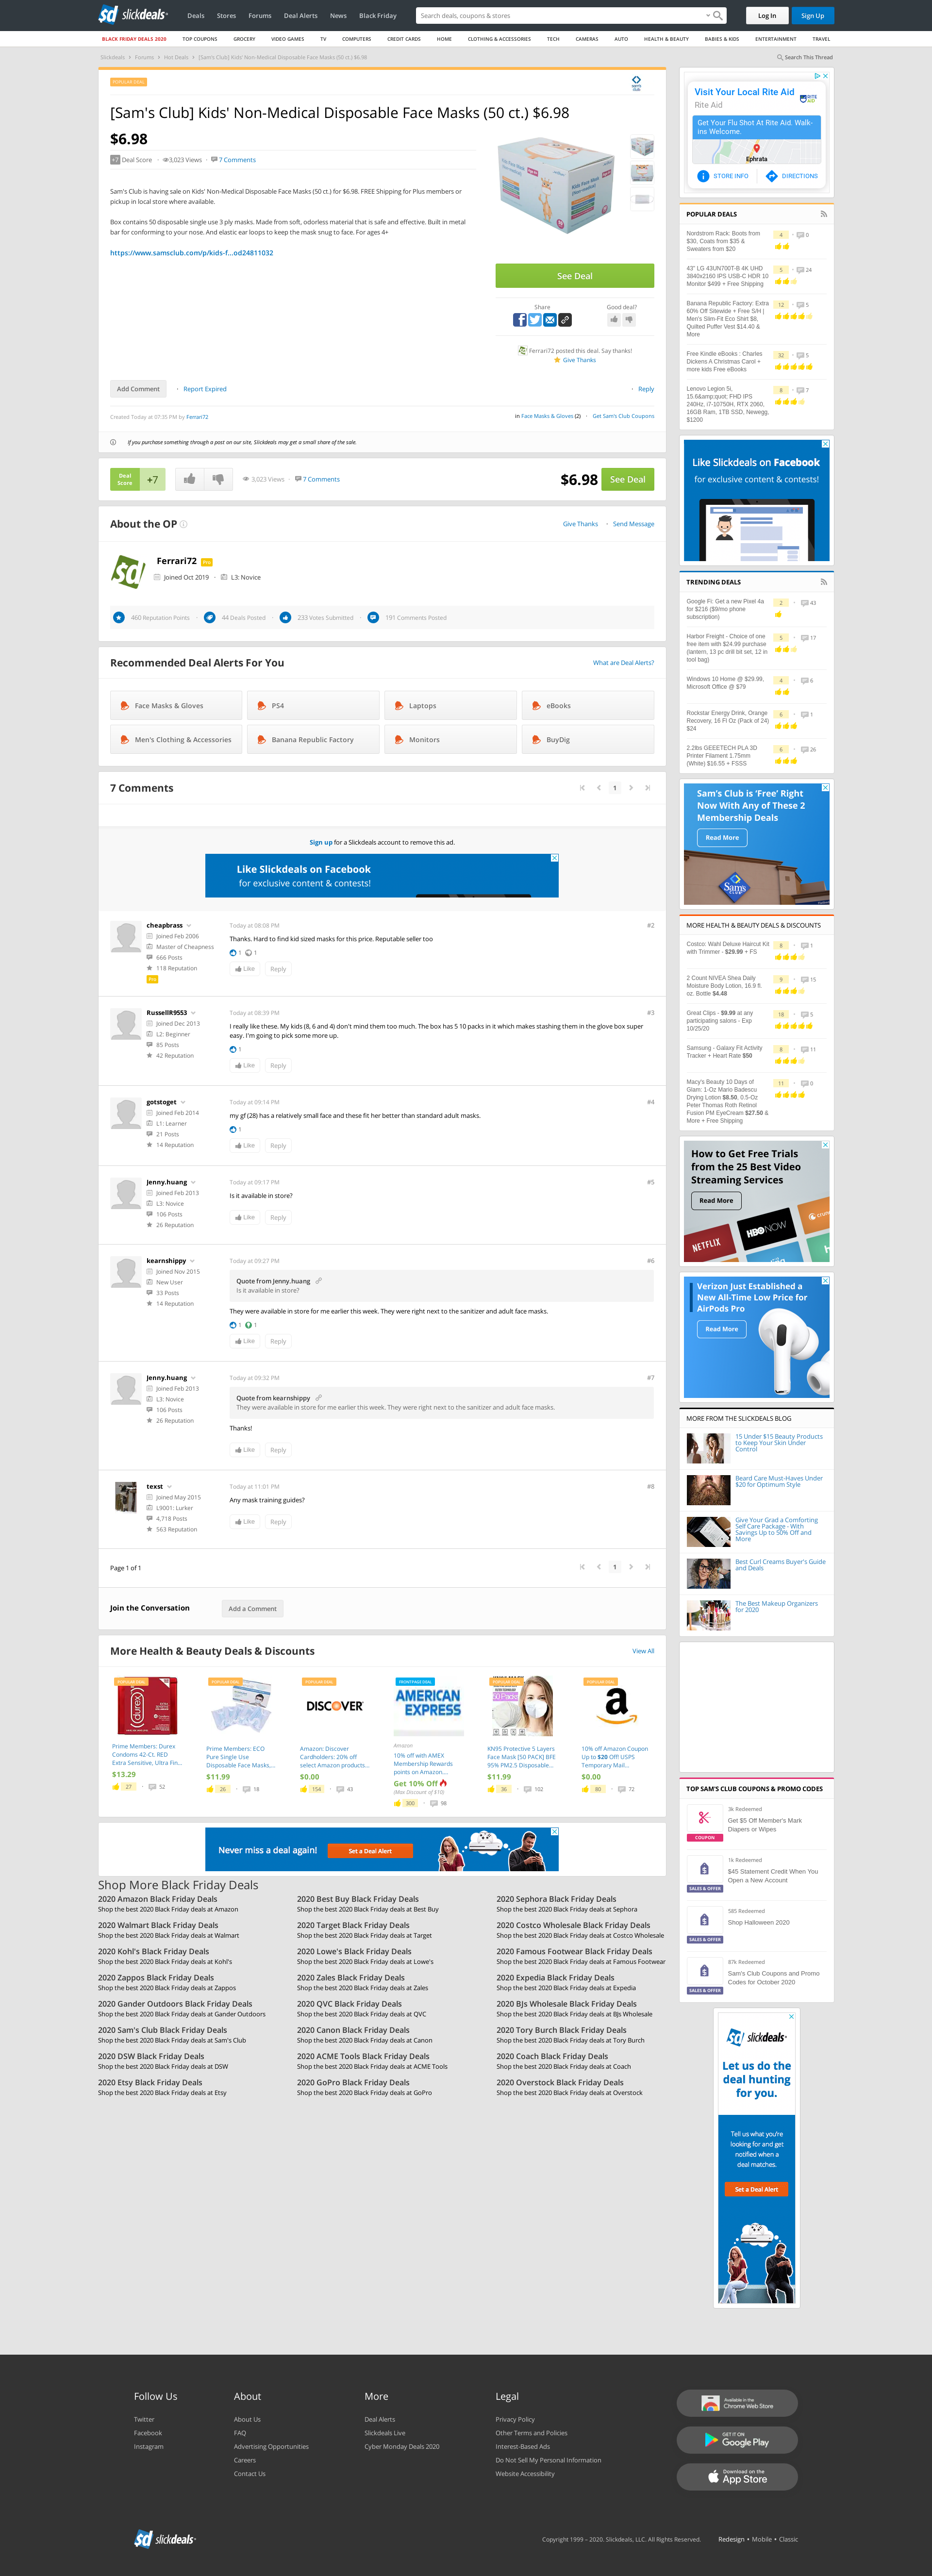 slickdeals
Deals
Stores
Forums
Deal Alerts
News
Black Friday
Search deals, coupons & stores
Log In
Sign Up
BLACK FRIDAY DEALS 2020
TOP COUPONS
GROCERY
VIDEO GAMES
TV
COMPUTERS
CREDIT CARDS
HOME
CLOTHING & ACCESSORIES
TECH
CAMERAS
AUTO
HEALTH & BEAUTY
BABIES & KIDS
ENTERTAINMENT
TRAVEL
Slickdeals › Forums › Hot Deals › [Sam's Club] Kids' Non-Medical Disposable Face Masks (50 ct.) $6.98
Search This Thread
POPULAR DEAL
[Sam's Club] Kids' Non-Medical Disposable Face Masks (50 ct.) $6.98
$6.98
+7 Deal Score
3,023 Views
7 Comments
Sam's Club is having sale on Kids' Non-Medical Disposable Face Masks (50 ct.) for $6.98. FREE Shipping for Plus members or
pickup in local store where available.
Box contains 50 disposable single use 3 ply masks. Made from soft, odorless material that is safe and effective. Built in metal
bar for conforming to your nose. And elastic ear loops to keep the mask snug to face. For ages 4+
https://www.samsclub.com/p/kids-f...od24811032
See Deal
Share
Good deal?
Ferrari72 posted this deal. Say thanks!
Give Thanks
Add Comment
Report Expired
Reply
Created Today at 07:35 PM by Ferrari72
in Face Masks & Gloves (2)
Get Sam's Club Coupons
If you purchase something through a post on our site, Slickdeals may get a small share of the sale.
Deal
Score
+7
3,023 Views
7 Comments
$6.98
See Deal
About the OP
Give Thanks
Send Message
Ferrari72
Pro
Joined Oct 2019
L3: Novice
460 Reputation Points
44 Deals Posted
233 Votes Submitted
191 Comments Posted
Recommended Deal Alerts For You
What are Deal Alerts?
Face Masks & Gloves
PS4
Laptops
eBooks
Men's Clothing & Accessories
Banana Republic Factory
Monitors
BuyDig
7 Comments
1
Sign up for a Slickdeals account to remove this ad.
Like Slickdeals on Facebook
for exclusive content & contests!
cheapbrass
Joined Feb 2006
Master of Cheapness
666 Posts
118 Reputation
Pro
Today at 08:08 PM
#2
Thanks. Hard to find kid sized masks for this price. Reputable seller too
1
1
Like
Reply
RussellR9553
Joined Dec 2013
L2: Beginner
85 Posts
42 Reputation
Today at 08:39 PM
#3
I really like these. My kids (8, 6 and 4) don't mind them too much. The box has 5 10 packs in it which makes stashing them in the glove box super
easy. I'm going to pick some more up.
1
Like
Reply
gotstoget
Joined Feb 2014
L1: Learner
21 Posts
14 Reputation
Today at 09:14 PM
#4
my gf (28) has a relatively small face and these fit her better than standard adult masks.
1
Like
Reply
Jenny.huang
Joined Feb 2013
L3: Novice
106 Posts
26 Reputation
Today at 09:17 PM
#5
Is it available in store?
Like
Reply
kearnshippy
Joined Nov 2015
New User
33 Posts
14 Reputation
Today at 09:27 PM
#6
Quote from Jenny.huang
Is it available in store?
They were available in store for me earlier this week. They were right next to the sanitizer and adult face masks.
1
1
Like
Reply
Jenny.huang
Joined Feb 2013
L3: Novice
106 Posts
26 Reputation
Today at 09:32 PM
#7
Quote from kearnshippy
They were available in store for me earlier this week. They were right next to the sanitizer and adult face masks.
Thanks!
Like
Reply
texst
Joined May 2015
L9001: Lurker
4,718 Posts
563 Reputation
Today at 11:01 PM
#8
Any mask training guides?
Like
Reply
Page 1 of 1
1
Join the Conversation
Add a Comment
More Health & Beauty Deals & Discounts
View All
POPULAR DEAL
Prime Members: Durex
Condoms 42-Ct. RED
Extra Sensitive, Ultra Fin...
$13.29
27
52
POPULAR DEAL
Prime Members: ECO
Pure Single Use
Disposable Face Masks,...
$11.99
26
18
POPULAR DEAL
DISCOVER
Amazon: Discover
Cardholders: 20% off
select Amazon products...
$0.00
154
43
FRONTPAGE DEAL
AMERICAN
EXPRESS
Amazon
10% off with AMEX
Membership Rewards
points on Amazon....
Get 10% Off
(Max Discount of $10)
300
98
POPULAR DEAL
KN95 Protective 5 Layers
Face Mask [50 PACK] BFE
95% PM2.5 Disposable...
$11.99
36
102
POPULAR DEAL
10% off Amazon Coupon
Up to $20 Off! USPS
Temporary Mail...
$0.00
80
72
Never miss a deal again!
Set a Deal Alert
Shop More Black Friday Deals
2020 Amazon Black Friday Deals
Shop the best 2020 Black Friday deals at Amazon
2020 Best Buy Black Friday Deals
Shop the best 2020 Black Friday deals at Best Buy
2020 Sephora Black Friday Deals
Shop the best 2020 Black Friday deals at Sephora
2020 Walmart Black Friday Deals
Shop the best 2020 Black Friday deals at Walmart
2020 Target Black Friday Deals
Shop the best 2020 Black Friday deals at Target
2020 Costco Wholesale Black Friday Deals
Shop the best 2020 Black Friday deals at Costco Wholesale
2020 Kohl's Black Friday Deals
Shop the best 2020 Black Friday deals at Kohl's
2020 Lowe's Black Friday Deals
Shop the best 2020 Black Friday deals at Lowe's
2020 Famous Footwear Black Friday Deals
Shop the best 2020 Black Friday deals at Famous Footwear
2020 Zappos Black Friday Deals
Shop the best 2020 Black Friday deals at Zappos
2020 Zales Black Friday Deals
Shop the best 2020 Black Friday deals at Zales
2020 Expedia Black Friday Deals
Shop the best 2020 Black Friday deals at Expedia
2020 Gander Outdoors Black Friday Deals
Shop the best 2020 Black Friday deals at Gander Outdoors
2020 QVC Black Friday Deals
Shop the best 2020 Black Friday deals at QVC
2020 BJs Wholesale Black Friday Deals
Shop the best 2020 Black Friday deals at BJs Wholesale
2020 Sam's Club Black Friday Deals
Shop the best 2020 Black Friday deals at Sam's Club
2020 Canon Black Friday Deals
Shop the best 2020 Black Friday deals at Canon
2020 Tory Burch Black Friday Deals
Shop the best 2020 Black Friday deals at Tory Burch
2020 DSW Black Friday Deals
Shop the best 2020 Black Friday deals at DSW
2020 ACME Tools Black Friday Deals
Shop the best 2020 Black Friday deals at ACME Tools
2020 Coach Black Friday Deals
Shop the best 2020 Black Friday deals at Coach
2020 Etsy Black Friday Deals
Shop the best 2020 Black Friday deals at Etsy
2020 GoPro Black Friday Deals
Shop the best 2020 Black Friday deals at GoPro
2020 Overstock Black Friday Deals
Shop the best 2020 Black Friday deals at Overstock
Visit Your Local Rite Aid
Rite Aid
Get Your Flu Shot At Rite Aid. Walk-
ins Welcome.
Ephrata
STORE INFO
DIRECTIONS
POPULAR DEALS
Nordstrom Rack: Boots from
$30, Coats from $35 &
Sweaters from $20
4
0
43" LG 43UN700T-B 4K UHD
3840x2160 IPS USB-C HDR 10
Monitor $499 + Free Shipping
5
24
Banana Republic Factory: Extra
60% Off Sitewide + Free S/H |
Men's Slim-Fit Eco Shirt $8,
Quilted Puffer Vest $14.40 &
More
12
5
Free Kindle eBooks : Charles
Dickens A Christmas Carol +
more kids Free eBooks
32
5
Lenovo Legion 5i,
15.6&amp;quot: FHD IPS
240Hz, i7-10750H, RTX 2060,
16GB Ram, 1TB SSD, Newegg,
$1200
8
7
Like Slickdeals on Facebook
for exclusive content & contests!
TRENDING DEALS
Google Fi: Get a new Pixel 4a
for $216 ($9/mo phone
subscription)
2
43
Harbor Freight - Choice of one
free item with $24.99 purchase
(lantern, 13 pc drill bit set, 12 in
tool bag)
5
17
Windows 10 Home @ $29.99,
Microsoft Office @ $79
4
6
Rockstar Energy Drink, Orange
Recovery, 16 Fl Oz (Pack of 24)
$24
6
1
2.2lbs GEEETECH PLA 3D
Printer Filament 1.75mm
(White) $16.55 + FSSS
6
26
Sam's Club is 'Free' Right
Now With Any of These 2
Membership Deals
Read More
Sam's
MORE HEALTH & BEAUTY DEALS & DISCOUNTS
Costco: Wahl Deluxe Haircut Kit
with Trimmer - $29.99 + FS
8
1
2 Count NIVEA Shea Daily
Moisture Body Lotion, 16.9 fl.
oz. Bottle $4.48
9
15
Great Clips - $9.99 at any
participating salons - Exp
10/25/20
18
5
Samsung - Galaxy Fit Activity
Tracker + Heart Rate $50
8
11
Macy's Beauty 10 Days of
Glam: 1-Oz Mario Badescu
Drying Lotion $8.50, 0.5-Oz
Peter Thomas Roth Retinol
Fusion PM EyeCream $27.50 &
More + Free Shipping
11
0
How to Get Free Trials
from the 25 Best Video
Streaming Services
Read More
NETFLIX
HBONOW
Verizon Just Established a
New All-Time Low Price for
AirPods Pro
Read More
MORE FROM THE SLICKDEALS BLOG
15 Under $15 Beauty Products
to Keep Your Skin Under
Control
Beard Care Must-Haves Under
$20 for Optimum Style
Give Your Grad a Comforting
Self Care Package - With
Savings Up to 50% Off and
More
Best Curl Creams Buyer's Guide
and Deals
The Best Makeup Organizers
for 2020
TOP SAM'S CLUB COUPONS & PROMO CODES
COUPON
3k Redeemed
Get $5 Off Member's Mark
Diapers or Wipes
SALES & OFFER
1k Redeemed
$45 Statement Credit When You
Open a New Account
SALES & OFFER
585 Redeemed
Shop Halloween 2020
SALES & OFFER
87k Redeemed
Sam's Club Coupons and Promo
Codes for October 2020
slickdeals
Let us do the
deal hunting
for you.
Tell us what you're
looking for and get
notified when a
deal matches.
Set a Deal Alert
Follow Us
Twitter
Facebook
Instagram
About
About Us
FAQ
Advertising Opportunities
Careers
Contact Us
More
Deal Alerts
Slickdeals Live
Cyber Monday Deals 2020
Legal
Privacy Policy
Other Terms and Policies
Interest-Based Ads
Do Not Sell My Personal Information
Website Accessibility
Available in the
Chrome Web Store
GET IT ON
Google Play
Download on the
App Store
slickdeals
Copyright 1999 - 2020. Slickdeals, LLC. All Rights Reserved.
Redesign • Mobile • Classic